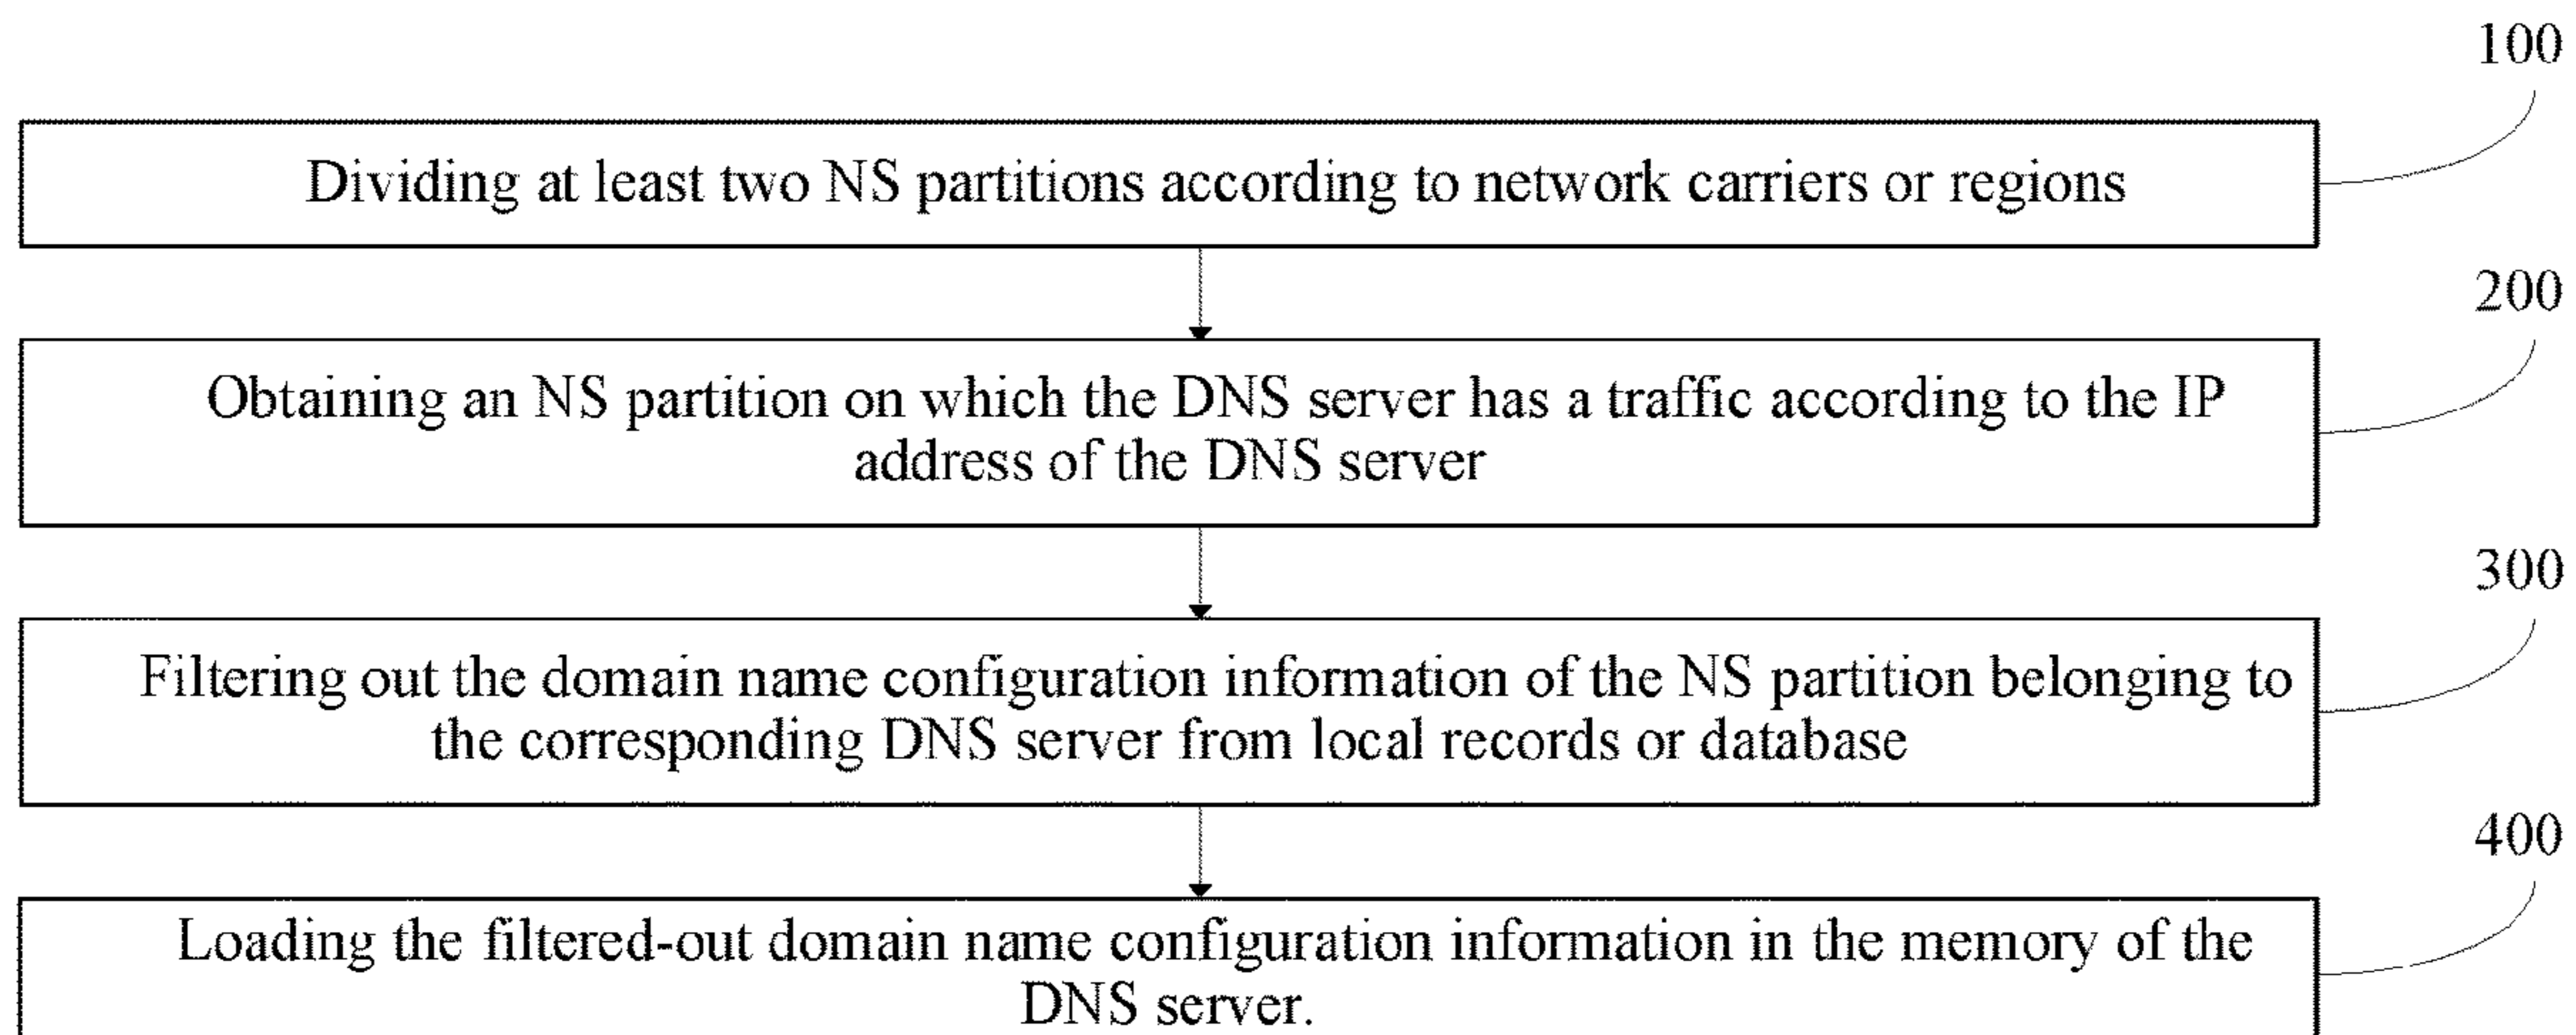 100
Dividing at least two NS partitions according to network carriers or regions
200
Obtaining an NS partition on which the DNS server has a traffic according to the IP
address of the DNS server
300
Filtering out the domain name configuration information of the NS partition belonging to
the corresponding DNS server from local records or database
400
Loading the filtered-out domain name configuration information in the memory of the
DNS server.